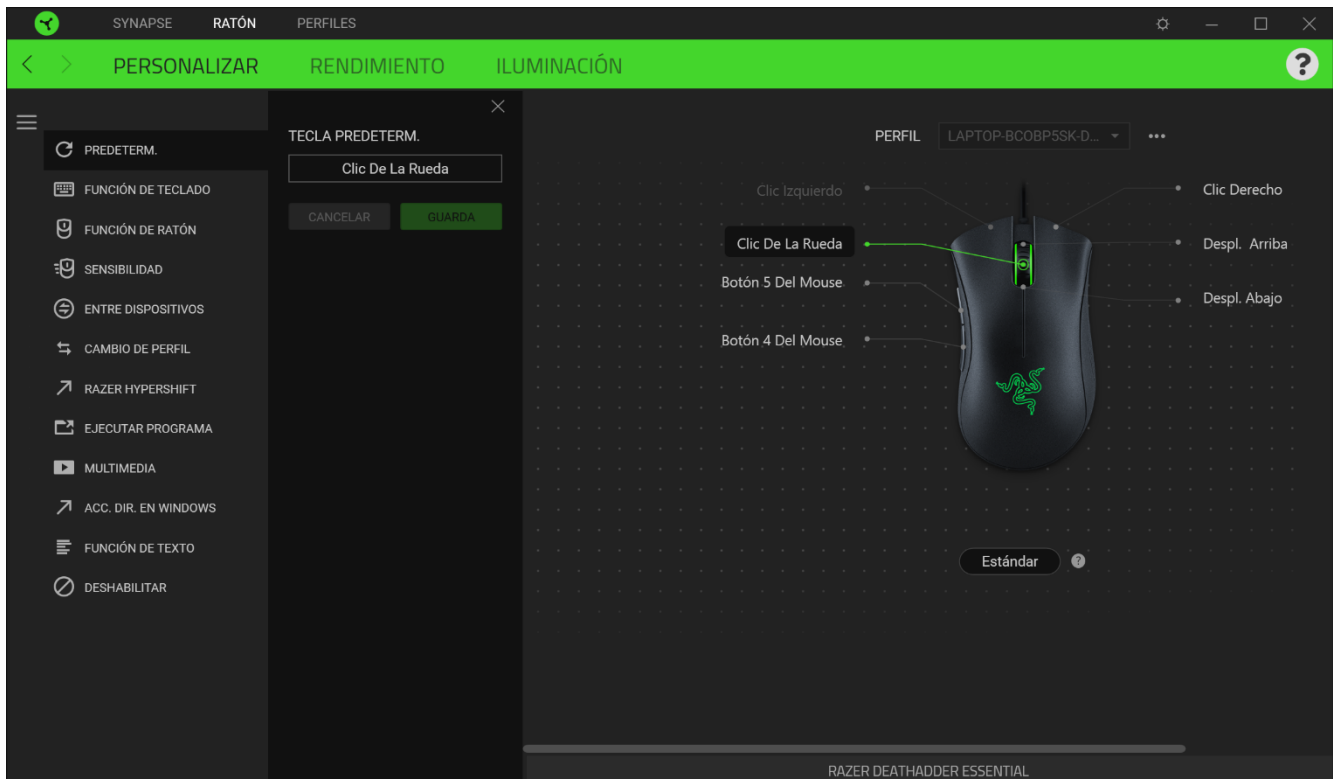 SYNAPSE RATÓN PERFILES
PERSONALIZAR RENDIMIENTO ILUMINACIÓN ?
PREDETERM.
FUNCIÓN DE TECLADO
FUNCIÓN DE RATÓN
SENSIBILIDAD
ENTRE DISPOSITIVOS
CAMBIO DE PERFIL
RAZER HYPERSHIFT
EJECUTAR PROGRAMA
MULTIMEDIA
ACC. DIR. EN WINDOWS
FUNCIÓN DE TEXTO
DESHABILITAR
TECLA PREDETERM.
Clic De La Rueda
CANCELAR GUARDA
PERFIL LAPTOP-BCOBP5SK-D...
Clic Izquierdo
Clic De La Rueda
Botón 5 Del Mouse
Botón 4 Del Mouse
Clic Derecho
Despl. Arriba
Despl. Abajo
Estándar ?
RAZER DEATHADDER ESSENTIAL